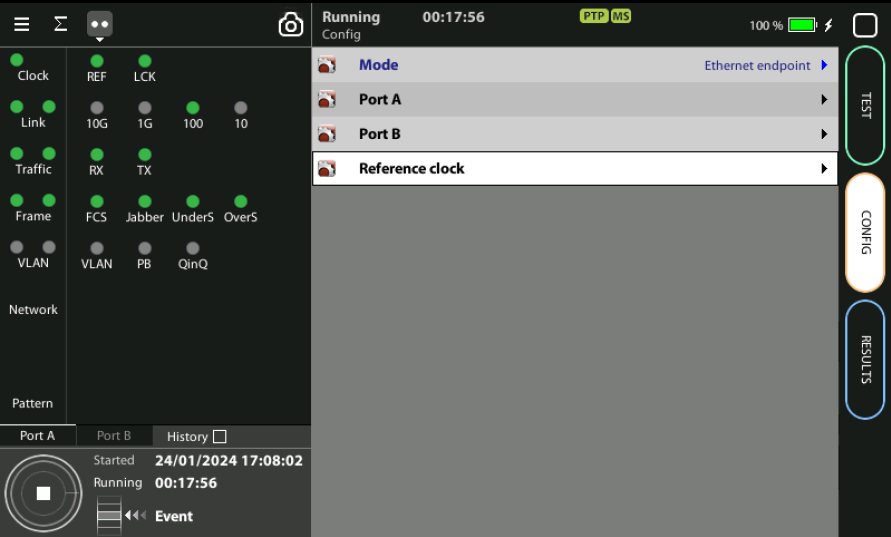 Running 00:17:56 PTP MS
Config
100 %
Clock REF LCK
Link 10G 1G 100 10
Traffic RX TX
Frame FCS Jabber UnderS OverS
VLAN VLAN PB QinQ
Network
Pattern
Port A Port B History
Started 24/01/2024 17:08:02
Running 00:17:56
Event
Mode Ethernet endpoint
Port A
Port B
Reference clock
TEST
CONFIG
RESULTS